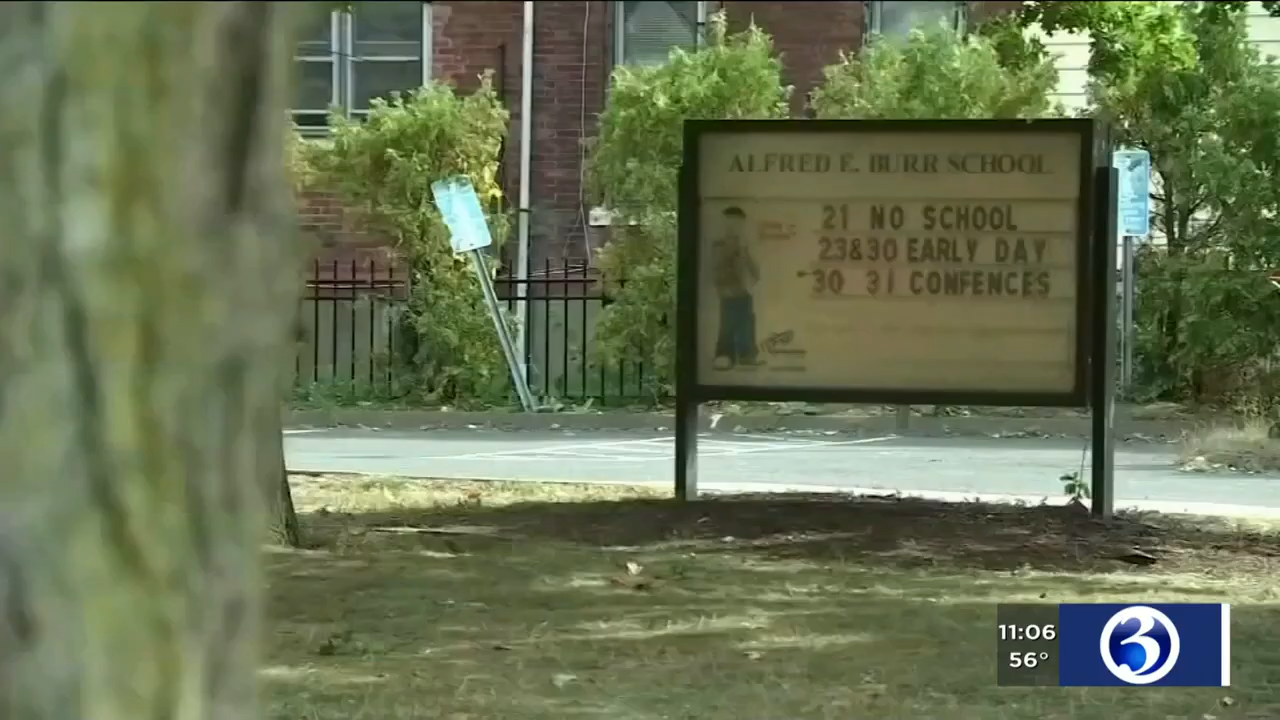 ALFRED E. BURR SCHOOL
21 NO SCHOOL
23&30 EARLY DAY
30 31 CONFENCES
11:06
56°
3